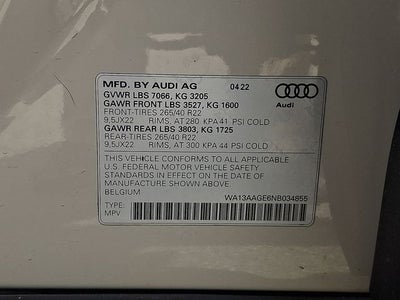 MFD. BY AUDI AG 04 22
GVWR LBS 7066, KG 3205
GAWR FRONT LBS 3527, KG 1600
FRONT-TIRES 265/40 R22
9,5JX22 RIMS, AT 280 KPA 41 PSI COLD
GAWR REAR LBS 3803, KG 1725
REAR-TIRES 265/40 R22
9,5JX22 RIMS, AT 300 KPA 44 PSI COLD
Audi
THIS VEHICLE CONFORMS TO ALL APPLICABLE
U.S. FEDERAL MOTOR VEHICLE SAFETY
STANDARDS IN EFFECT ON THE DATE OF
MANUFACTURE SHOWN ABOVE.
BELGIUM
WA13AAGE6NB034855
TYPE:
MPV